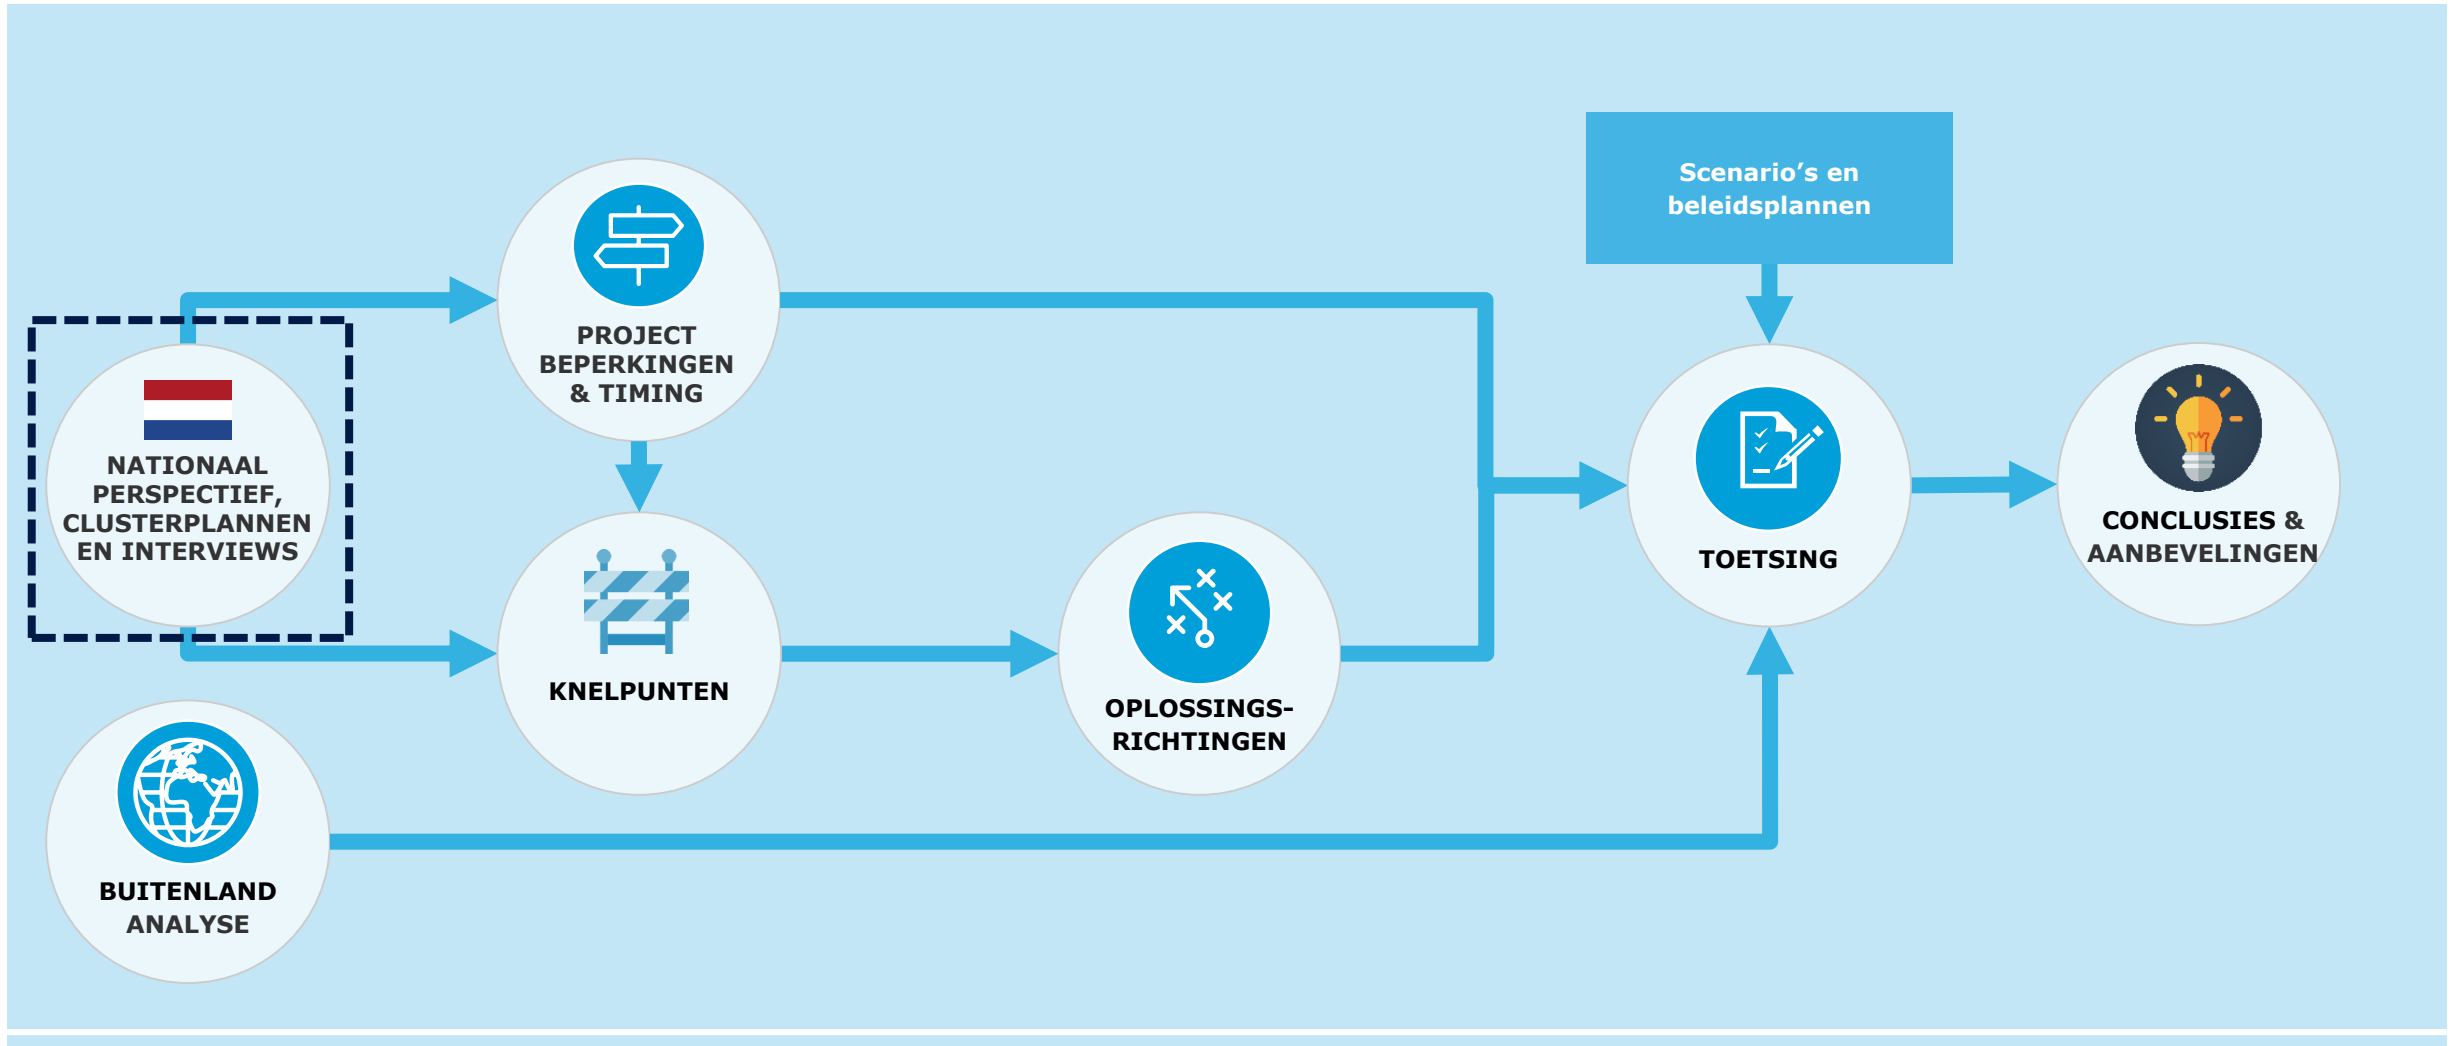 Scenario’s en
beleidsplannen
PROJECT
BEPERKINGEN
& TIMING
NATIONAAL
PERSPECTIEF,
CLUSTERPLANNEN
EN INTERVIEWS
TOETSING
CONCLUSIES &
AANBEVELINGEN
KNELPUNTEN
OPLOSSINGS-
RICHTINGEN
BUITENLAND
ANALYSE